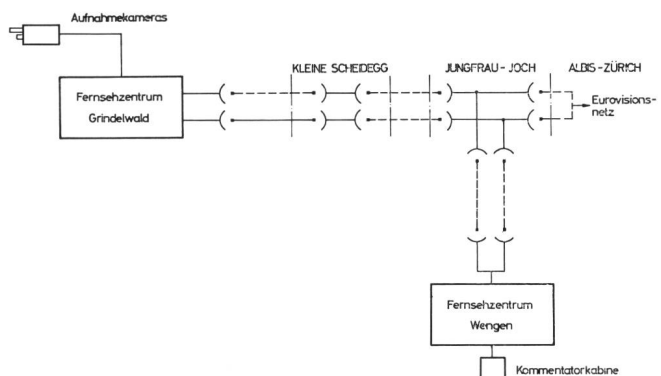 Aufnahmekameras
KLEINE SCHEIDEGG
JUNGFRAU-JOCH
ALBIS-ZÜRICH
Fernsehzentrum
Grindelwald
Eurovisions-
netz
Fernsehzentrum
Wengen
Kommentatorkabine